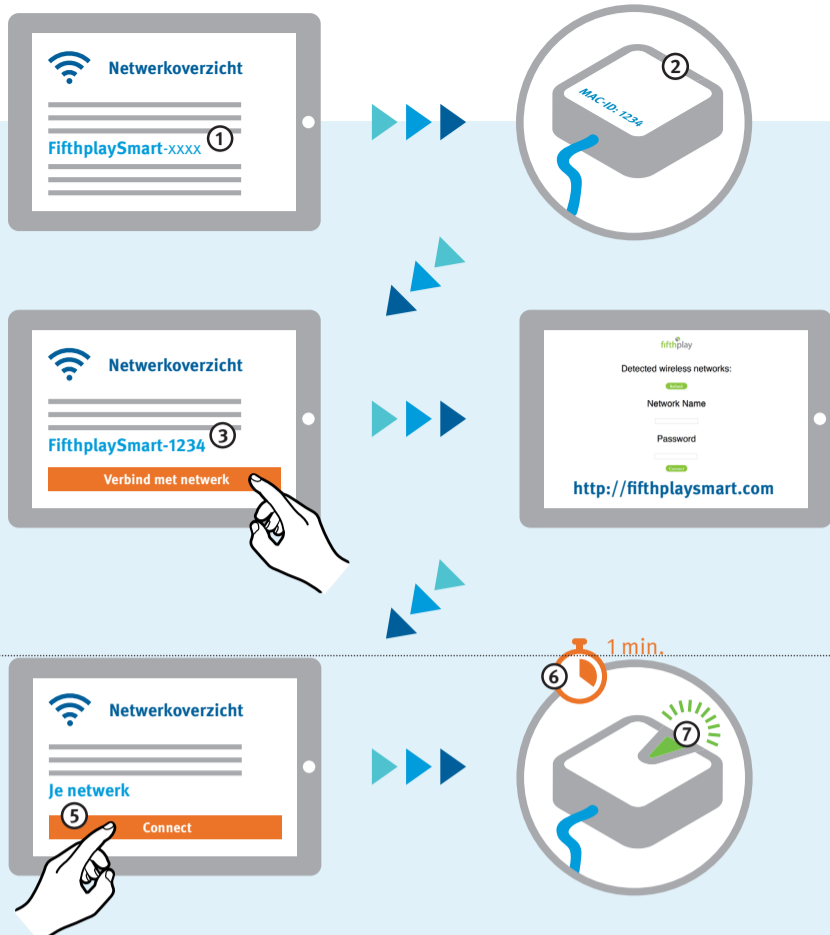 Netwerkoverzicht
1
FifthplaySmart-xxxx
2
MAC-ID: 1234
Netwerkoverzicht
3
FifthplaySmart-1234
Verbind met netwerk
fifthplay
Detected wireless networks:
Network Name
Password
http://fifthplaysmart.com
Netwerkoverzicht
Je netwerk
5
Connect
1 min.
6
7